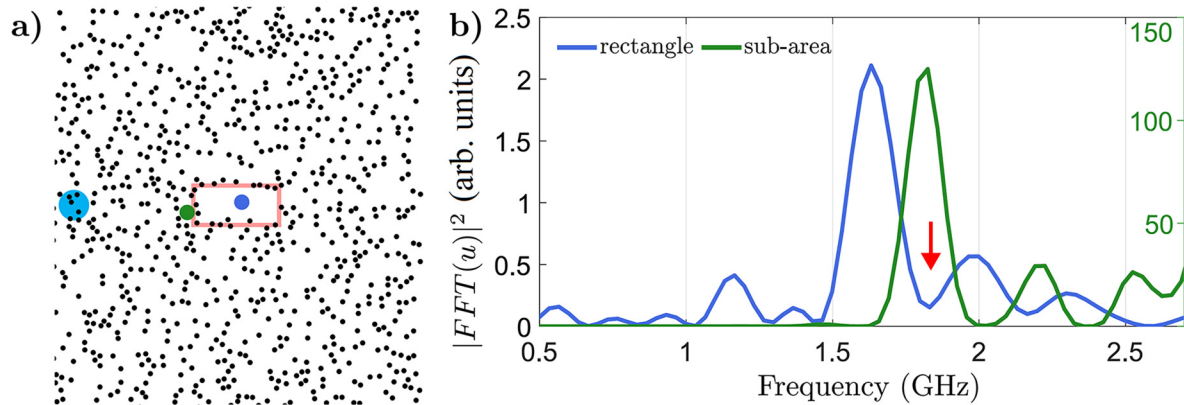 a)
b)
|FFT(u)|² (arb. units)
2.5
2
1.5
1
0.5
0
rectangle
sub-area
150
100
50
0.5
1
1.5
2
2.5
Frequency (GHz)